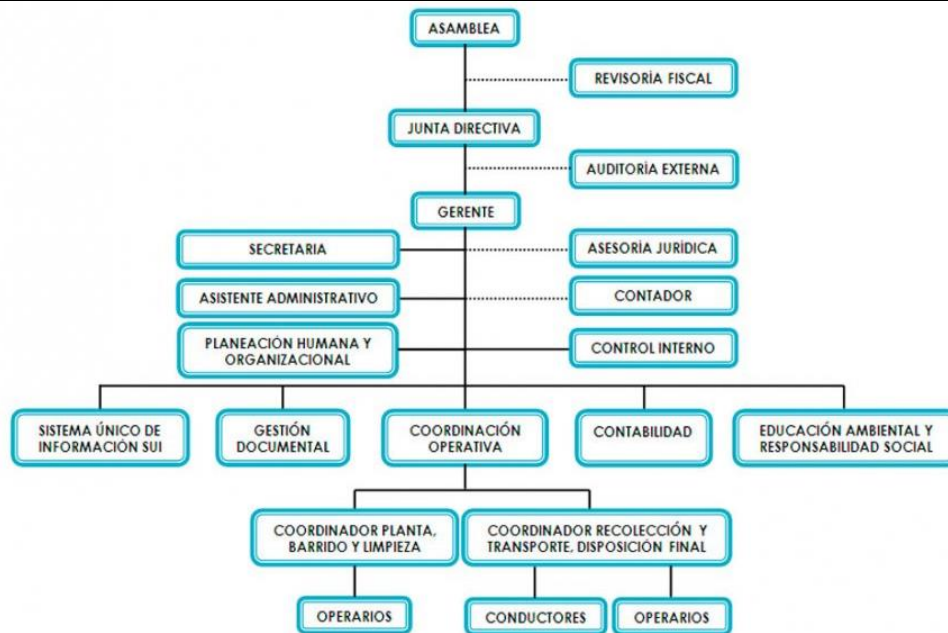 ASAMBLEA
REVISORÍA FISCAL
JUNTA DIRECTIVA
AUDITORÍA EXTERNA
GERENTE
SECRETARIA
ASESORÍA JURÍDICA
ASISTENTE ADMINISTRATIVO
CONTADOR
PLANEACIÓN HUMANA Y
ORGANIZACIONAL
CONTROL INTERNO
SISTEMA ÚNICO DE
INFORMACIÓN SUI
GESTIÓN
DOCUMENTAL
COORDINACIÓN
OPERATIVA
CONTABILIDAD
EDUCACIÓN AMBIENTAL Y
RESPONSABILIDAD SOCIAL
COORDINADOR PLANTA,
BARRIDO Y LIMPIEZA
COORDINADOR RECOLECCIÓN Y
TRANSPORTE, DISPOSICIÓN FINAL
OPERARIOS
CONDUCTORES
OPERARIOS